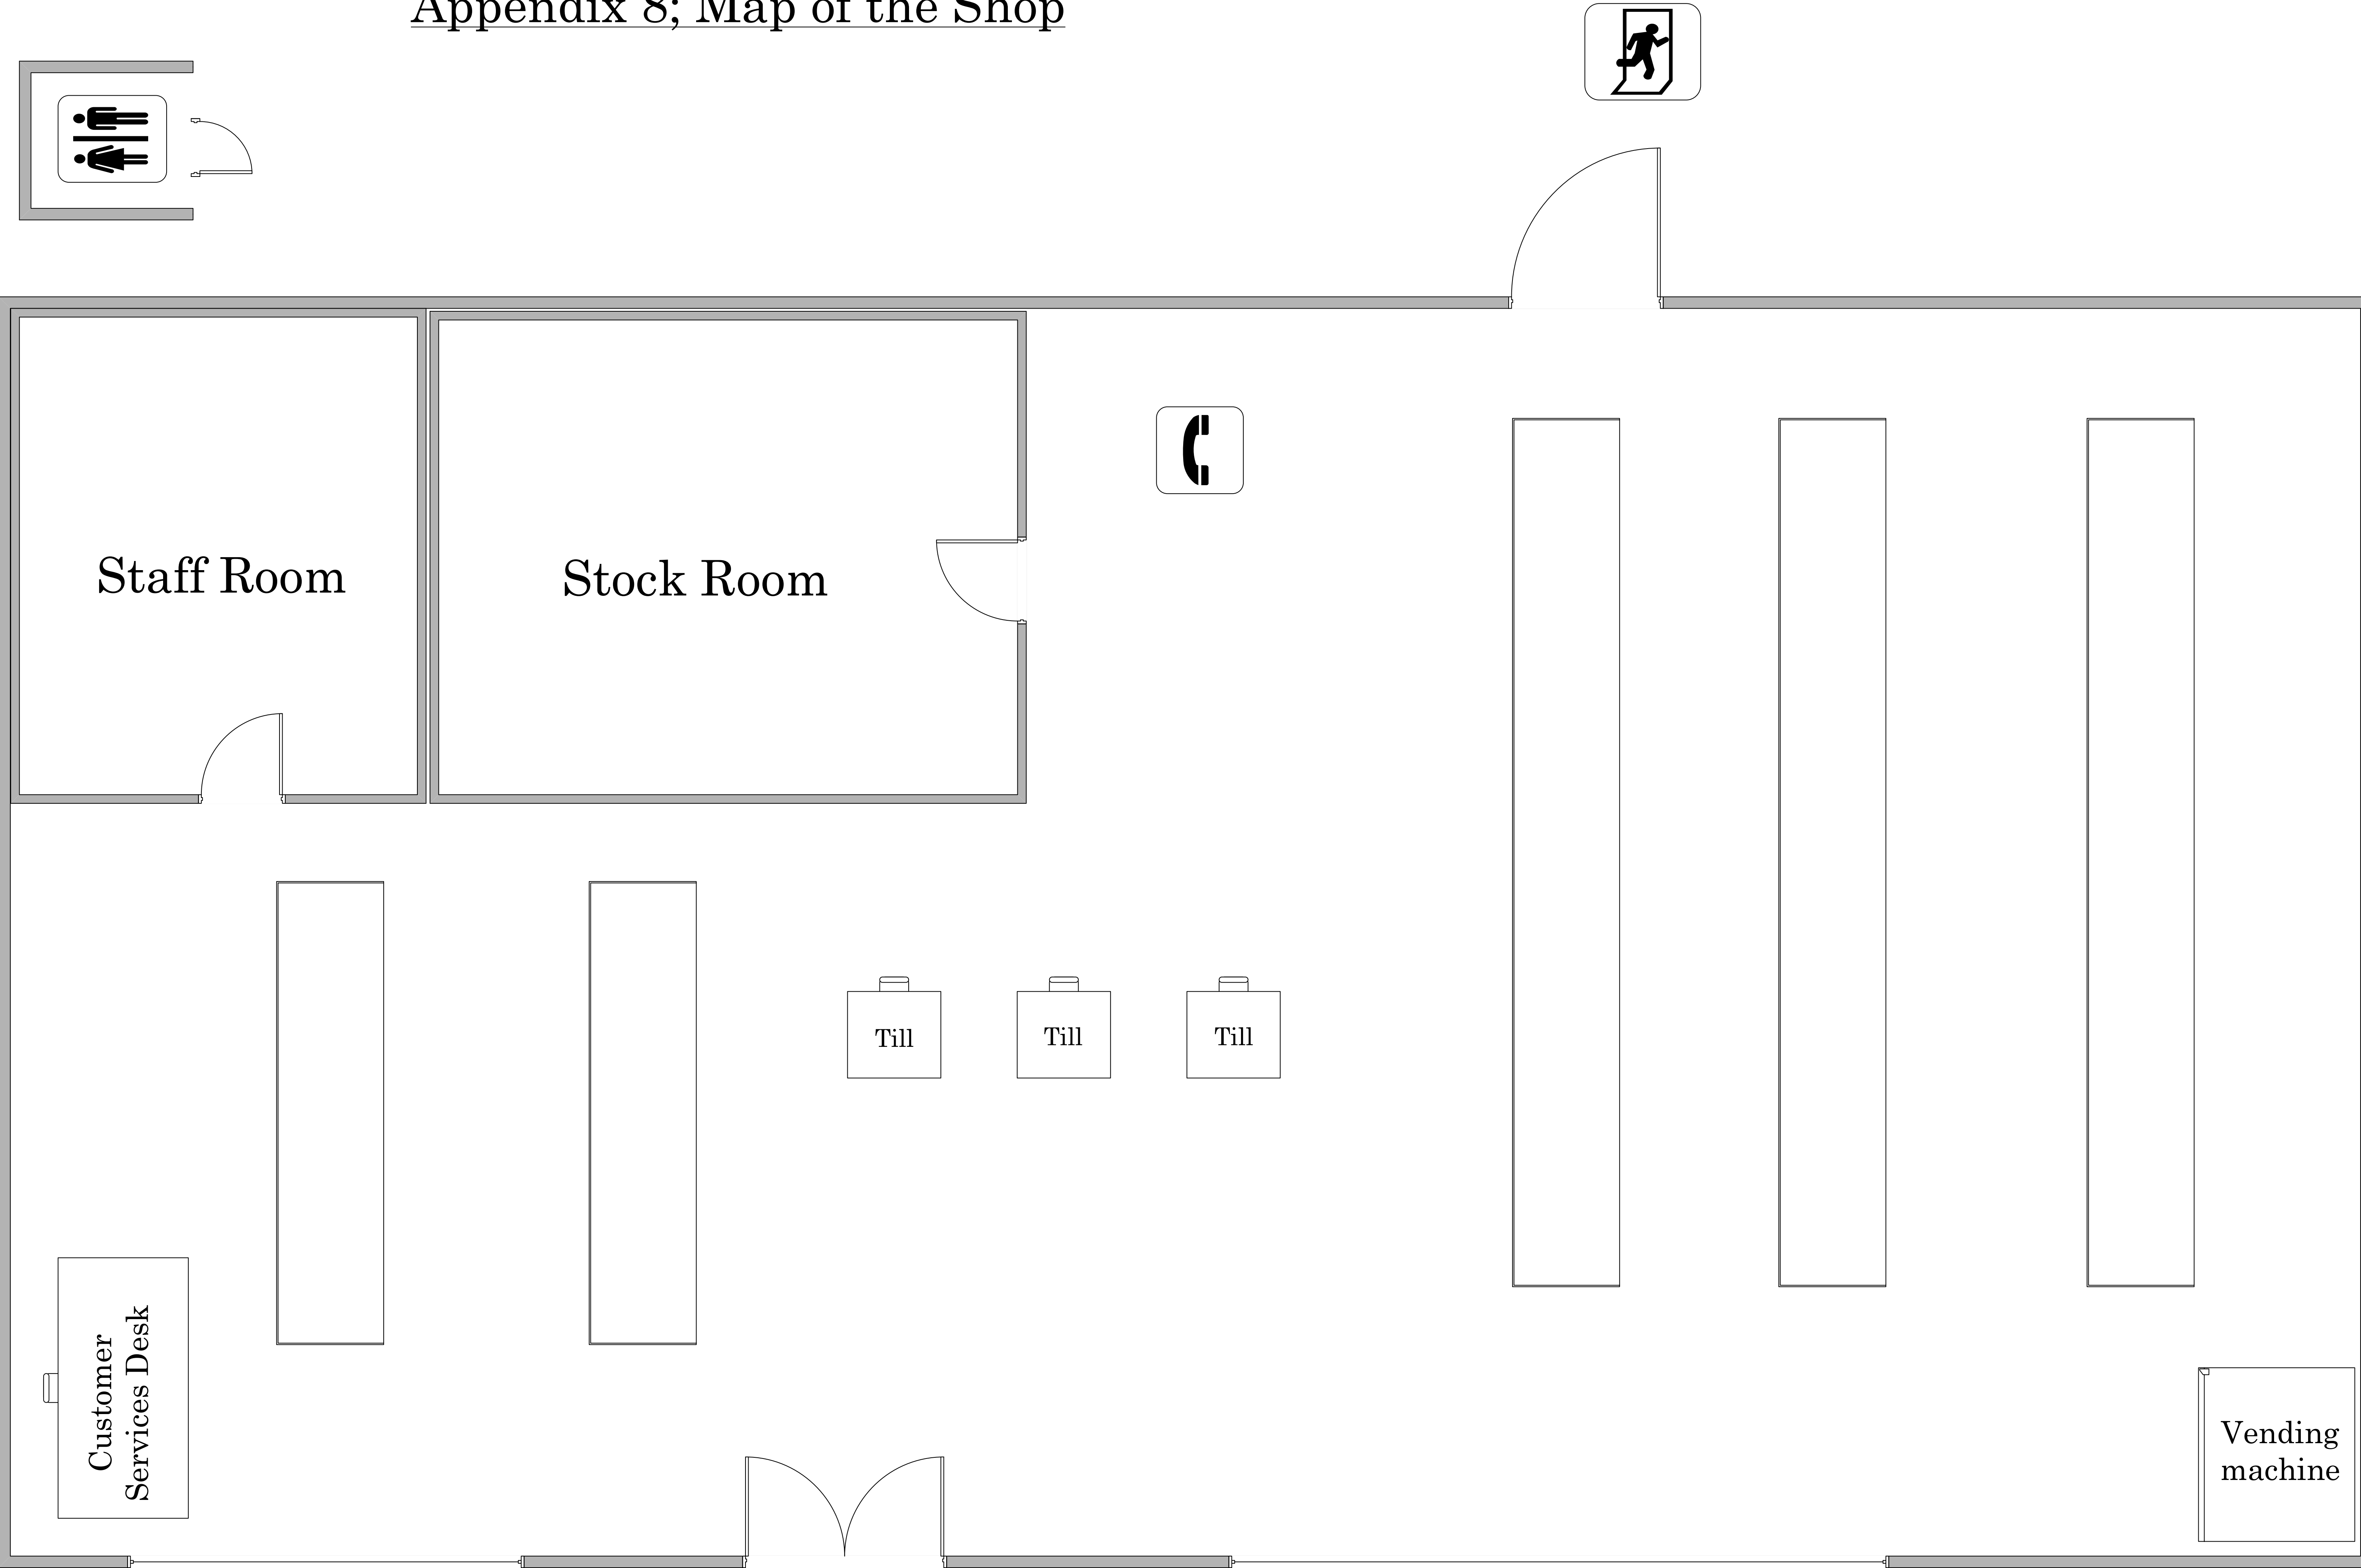 Appendix 8; Map of the Shop
Staff Room
Stock Room
Till
Till
Till
Customer
Services Desk
Vending
machine